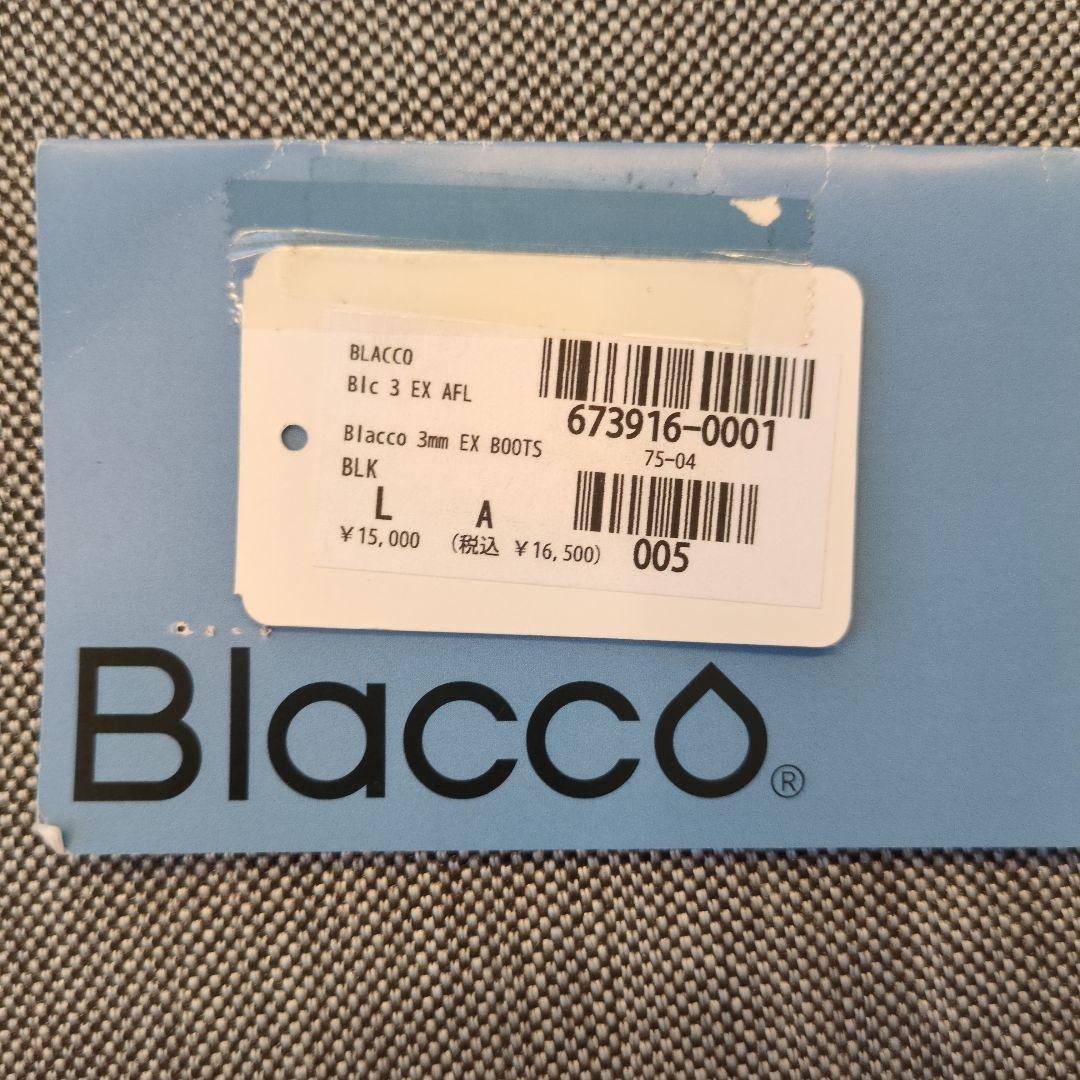 BLACCO
Blc 3 EX AFL
673916-0001
Blacco 3mm EX BOOTS
75-04
BLK
L A
¥15,000 (税込 ¥16,500)
005
Blacco®